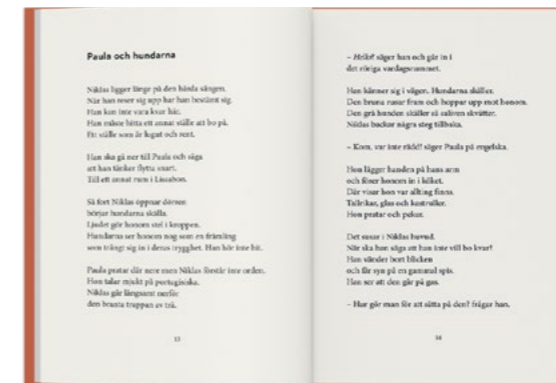 Paula och hundarna
Niklas ligger länge på den hårda sängen.
När han reser sig upp har han bestämt sig.
Han kan inte vara kvar här.
Han måste hitta ett annat ställe att bo på.
Ett ställe som är lugnt och rent.
Han ska gå ner till Paula och säga
att han tänker flytta snart.
Till ett annat rum i Lissabon.
Så fort Niklas öppnar dörren
börjar hundarna skälla.
Ljudet gör honom stel i kroppen.
Hundarna ser honom nog som en främling
som trängt sig in i deras trygghet. Han hör inte hit.
Paula pratar där nere men Niklas förstår inte orden.
Hon talar mjukt på portugisiska.
Niklas går långsamt nerför
den branta trappan av trä.
13
– Hello! säger han och går in i
det röriga vardagsrummet.
Han känner sig i vägen. Hundarna skäller.
Den bruna rusar fram och hoppar upp mot honom.
Den grå hunden skäller så saliven skvätter.
Niklas backar några steg tillbaka.
– Kom, var inte rädd! säger Paula på engelska.
Hon lägger handen på hans arm
och föser honom in i köket.
Där visar hon var allting finns.
Tallrikar, glas och kastruller.
Hon pratar och pekar.
Det susar i Niklas huvud.
När ska han säga att han inte vill bo kvar?
Han vänder bort blicken
och får syn på en gammal spis.
Han ser att den går på gas.
– Hur gör man för att sätta på den? frågar han.
14